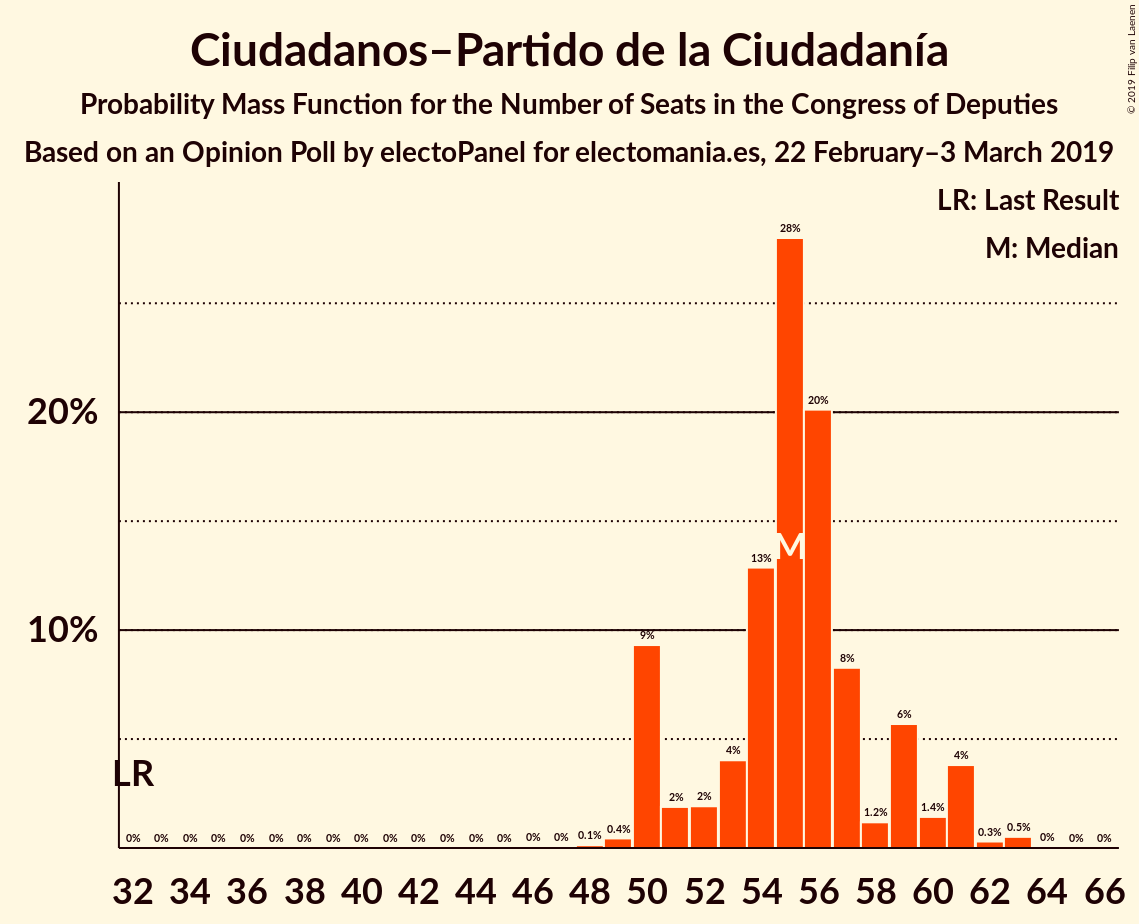 Ciudadanos–Partido de la Ciudadanía
Probability Mass Function for the Number of Seats in the Congress of Deputies
Based on an Opinion Poll by electoPanel for electomania.es, 22 February–3 March 2019
© 2019 Filip van Laenen
LR: Last Result
M: Median
28%
20%
20%
M
13%
10%
9%
8%
6%
4%
4%
LR
2%
2%
1.2%
1.4%
0% 0% 0% 0% 0% 0% 0% 0% 0% 0% 0% 0% 0% 0% 0% 0% 0.1% 0.4% 0.3% 0.5% 0% 0% 0%
32 34 36 38 40 42 44 46 48 50 52 54 56 58 60 62 64 66